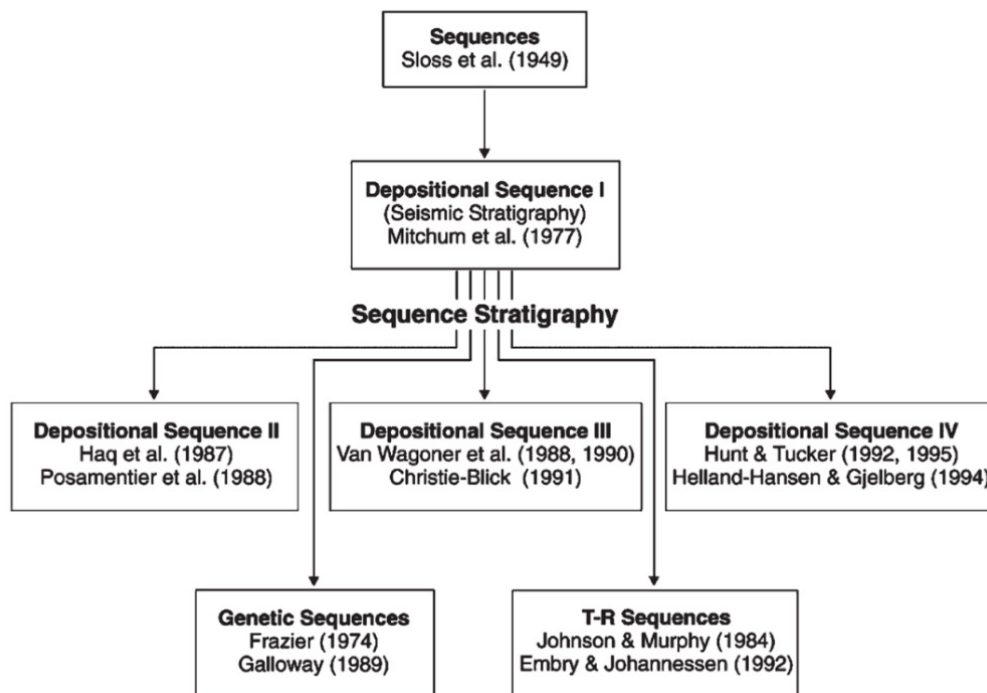 Sequences
Sloss et al. (1949)
Depositional Sequence I
(Seismic Stratigraphy)
Mitchum et al. (1977)
Sequence Stratigraphy
Depositional Sequence II
Haq et al. (1987)
Posamentier et al. (1988)
Depositional Sequence III
Van Wagoner et al. (1988, 1990)
Christie-Blick (1991)
Depositional Sequence IV
Hunt & Tucker (1992, 1995)
Helland-Hansen & Gjelberg (1994)
Genetic Sequences
Frazier (1974)
Galloway (1989)
T-R Sequences
Johnson & Murphy (1984)
Embry & Johannessen (1992)